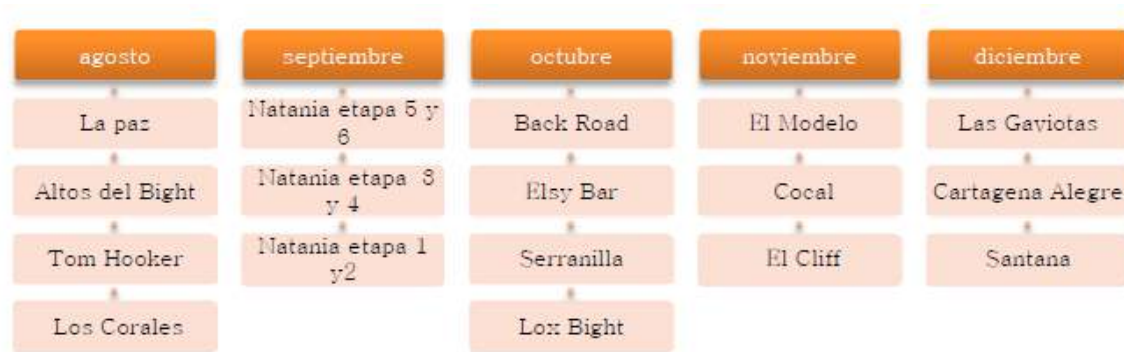 agosto
La paz
Altos del Bight
Tom Hooker
Los Corales
septiembre
Natania etapa 5 y
6
Natania etapa 3
y 4
Natania etapa 1
y2
octubre
Back Road
Elsy Bar
Serranilla
Lox Bight
noviembre
El Modelo
Cocal
El Cliff
diciembre
Las Gaviotas
Cartagena Alegre
Santana